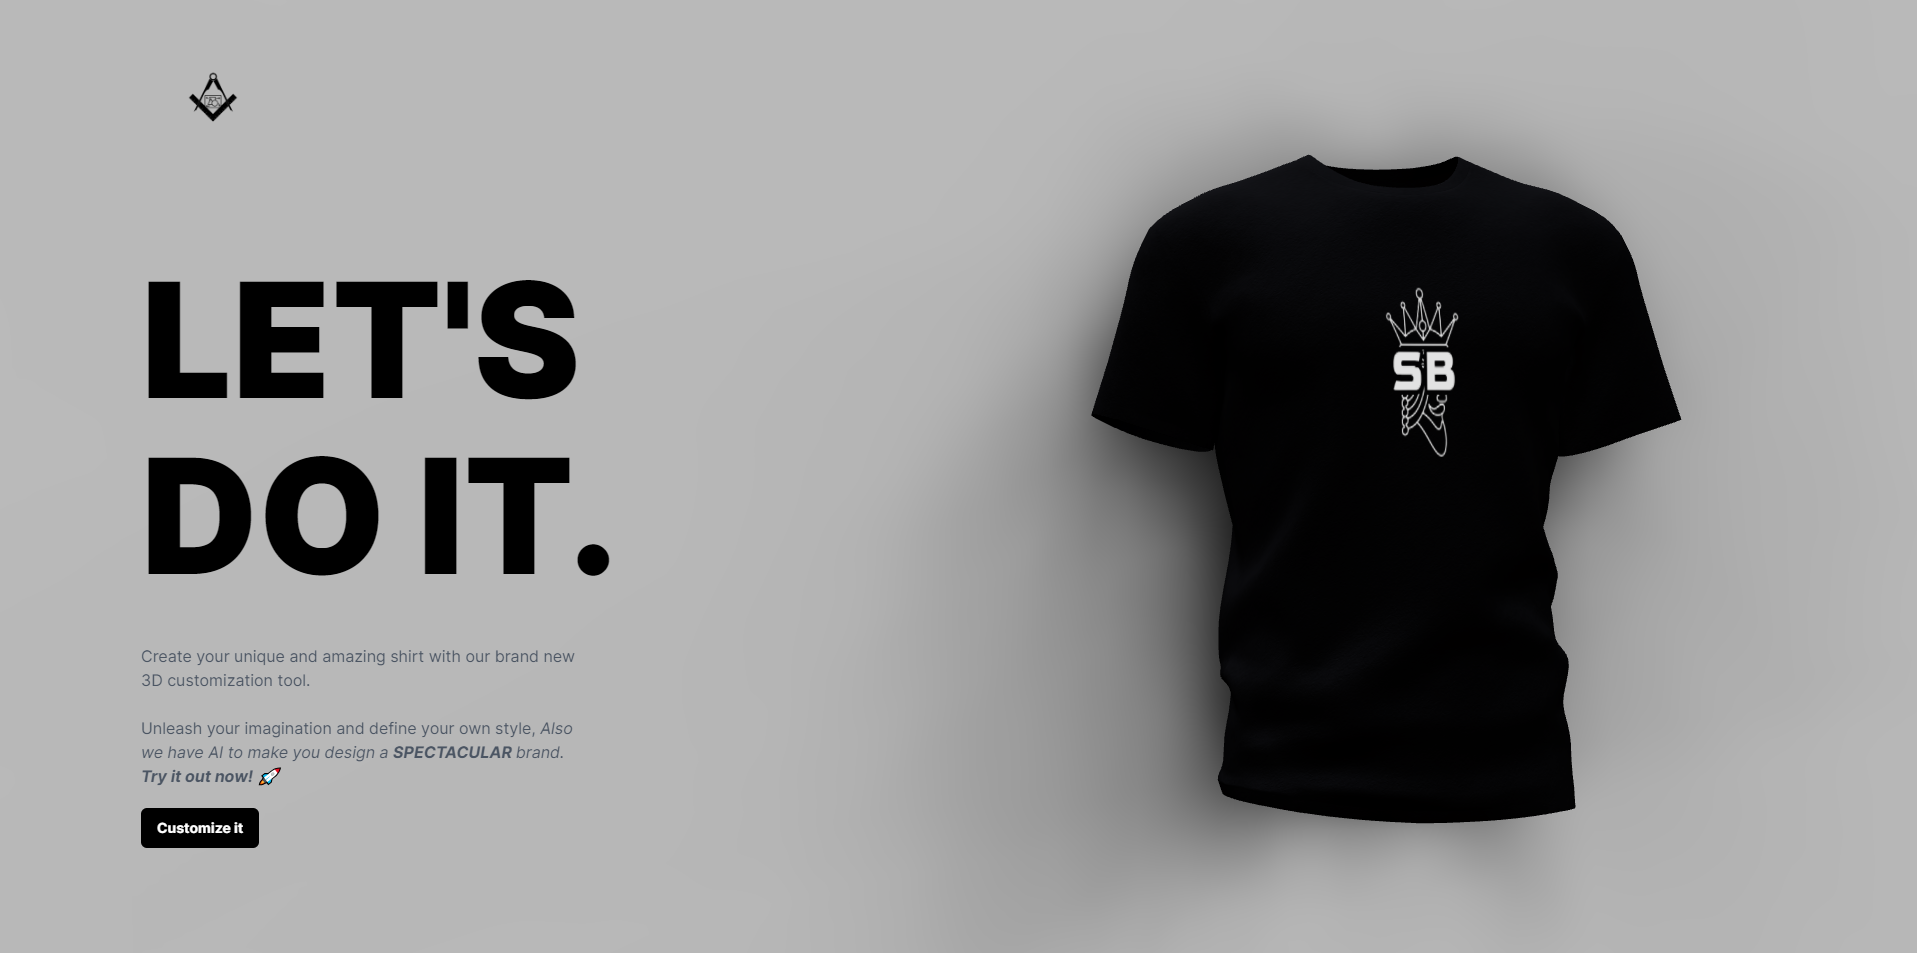 LET'S
DO IT.
SB
Create your unique and amazing shirt with our brand new
3D customization tool.
Unleash your imagination and define your own style, Also
we have AI to make you design a SPECTACULAR brand.
Try it out now! 🚀
Customize it